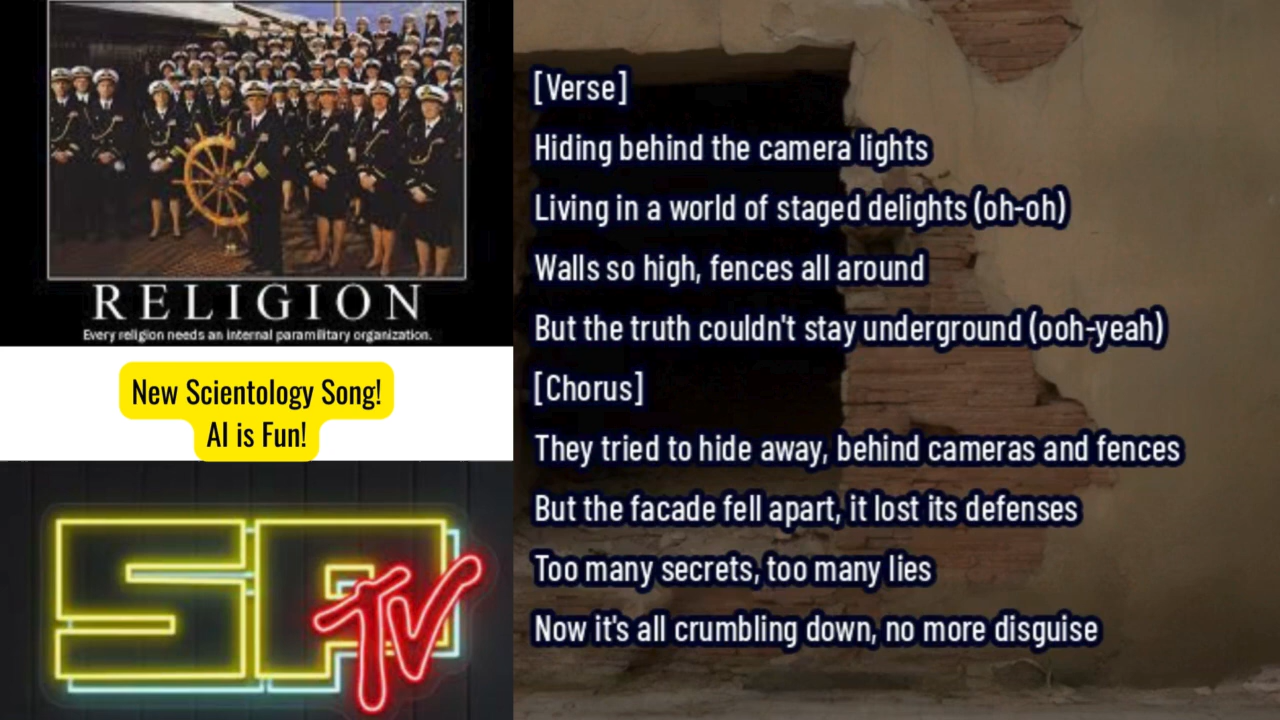 RELIGION
Every religion needs an internal paramilitary organization.
New Scientology Song!
AI is Fun!
SPTV
[Verse]
Hiding behind the camera lights
Living in a world of staged delights (oh-oh)
Walls so high, fences all around
But the truth couldn't stay underground (ooh-yeah)
[Chorus]
They tried to hide away, behind cameras and fences
But the facade fell apart, it lost its defenses
Too many secrets, too many lies
Now it's all crumbling down, no more disguise